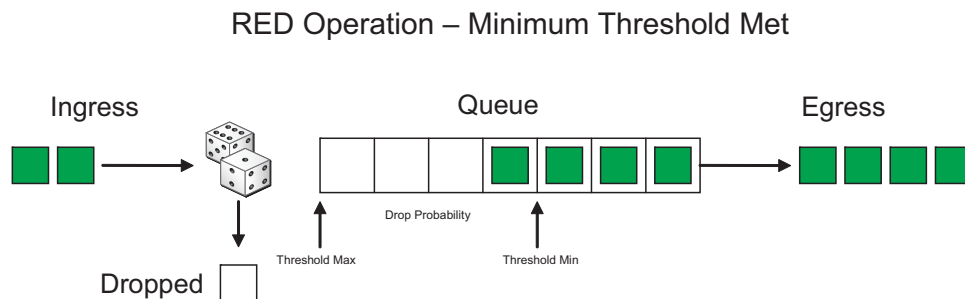 RED Operation – Minimum Threshold Met
Ingress
Queue
Egress
Drop Probability
Threshold Max
Threshold Min
Dropped